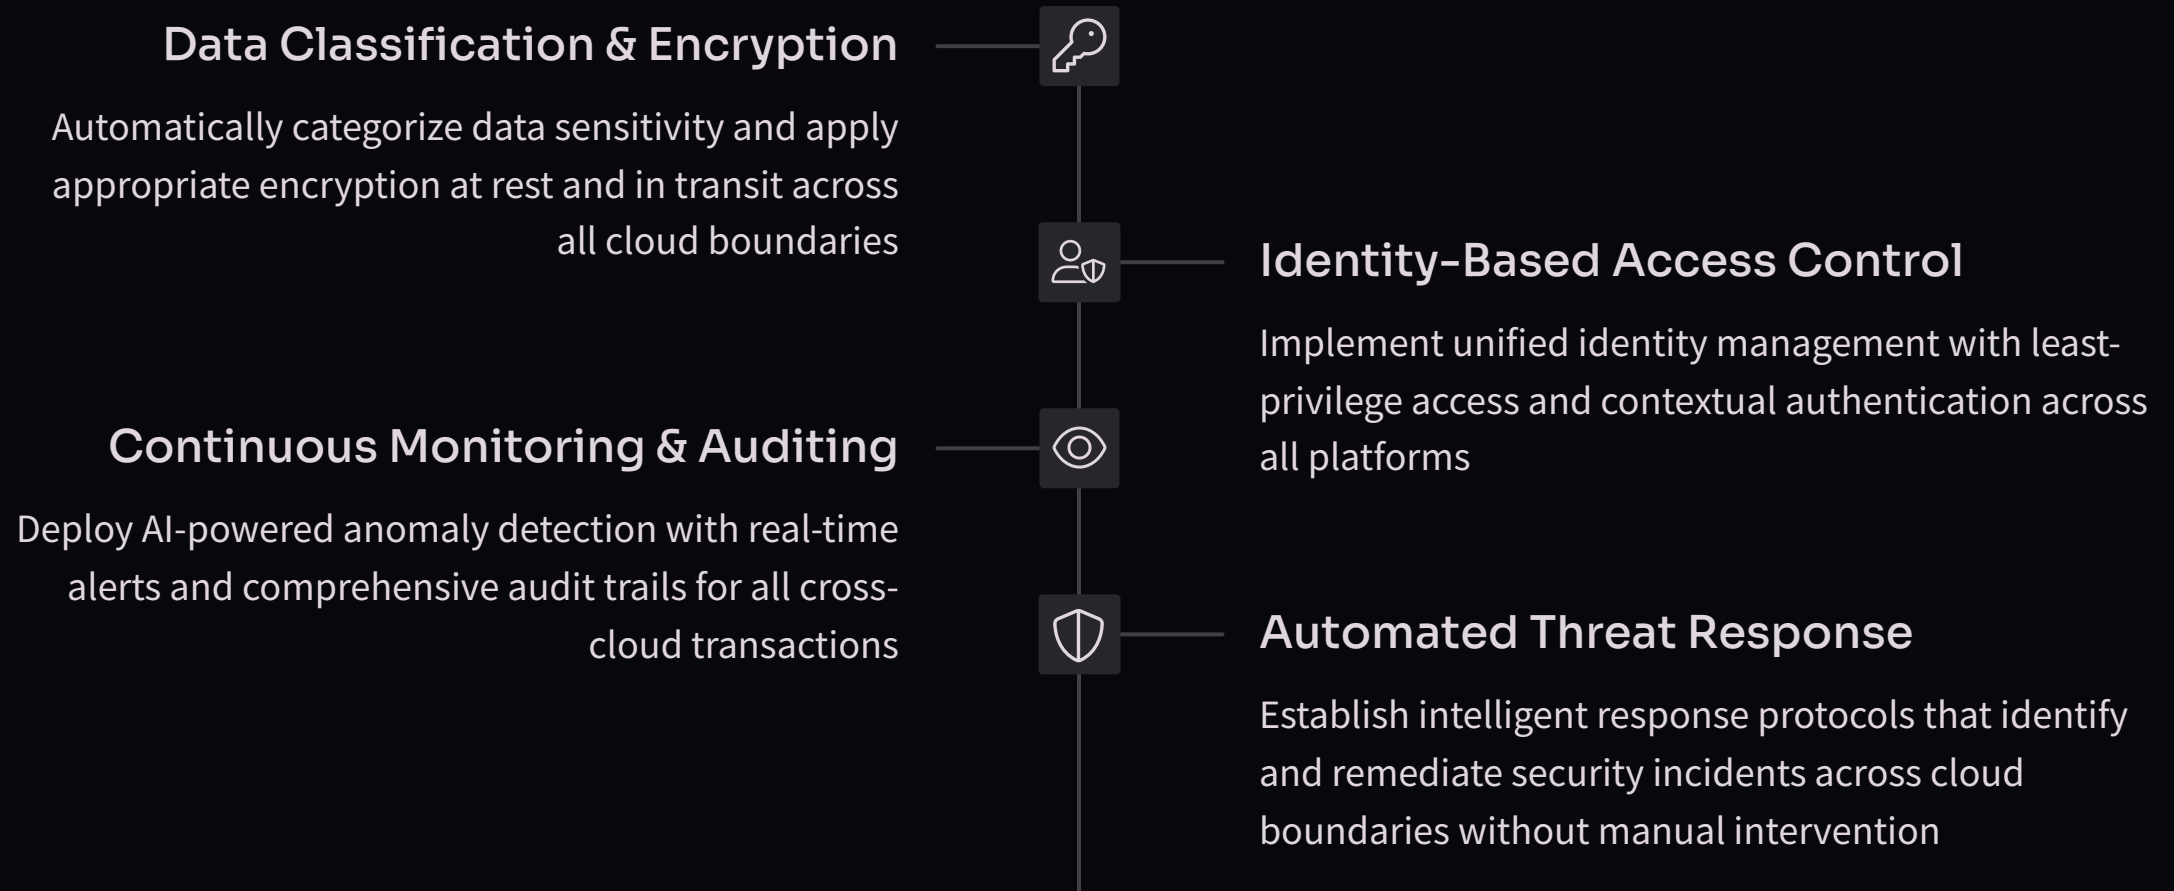 Data Classification & Encryption
Automatically categorize data sensitivity and apply
appropriate encryption at rest and in transit across
all cloud boundaries
Identity-Based Access Control
Implement unified identity management with least-
privilege access and contextual authentication across
all platforms
Continuous Monitoring & Auditing
Deploy AI-powered anomaly detection with real-time
alerts and comprehensive audit trails for all cross-
cloud transactions
Automated Threat Response
Establish intelligent response protocols that identify
and remediate security incidents across cloud
boundaries without manual intervention